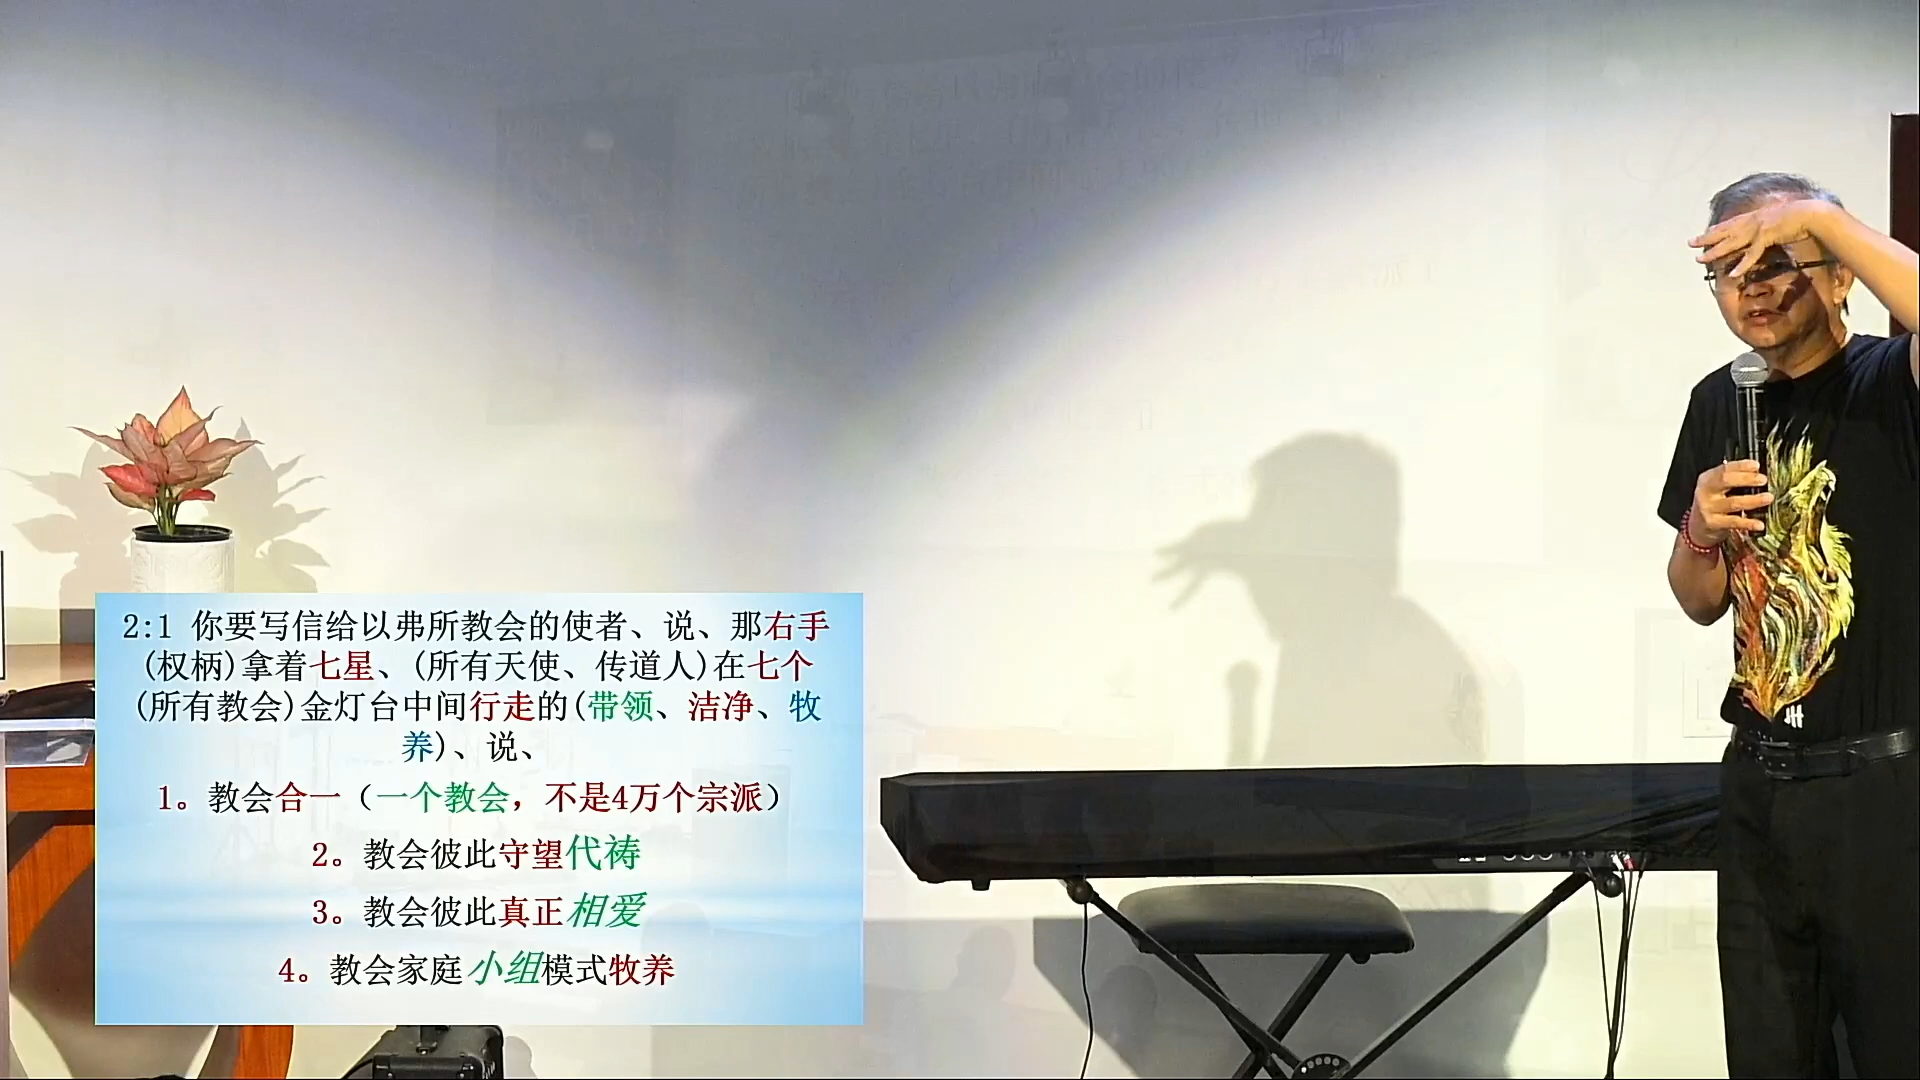 2:1 你要写信给以弗所教会的使者、说、那右手
(权柄)拿着七星、(所有天使、传道人)在七个
(所有教会)金灯台中间行走的(带领、洁净、牧
养)、说、
1。教会合一（一个教会，不是4万个宗派）
2。教会彼此守望代祷
3。教会彼此真正相爱
4。教会家庭小组模式牧养